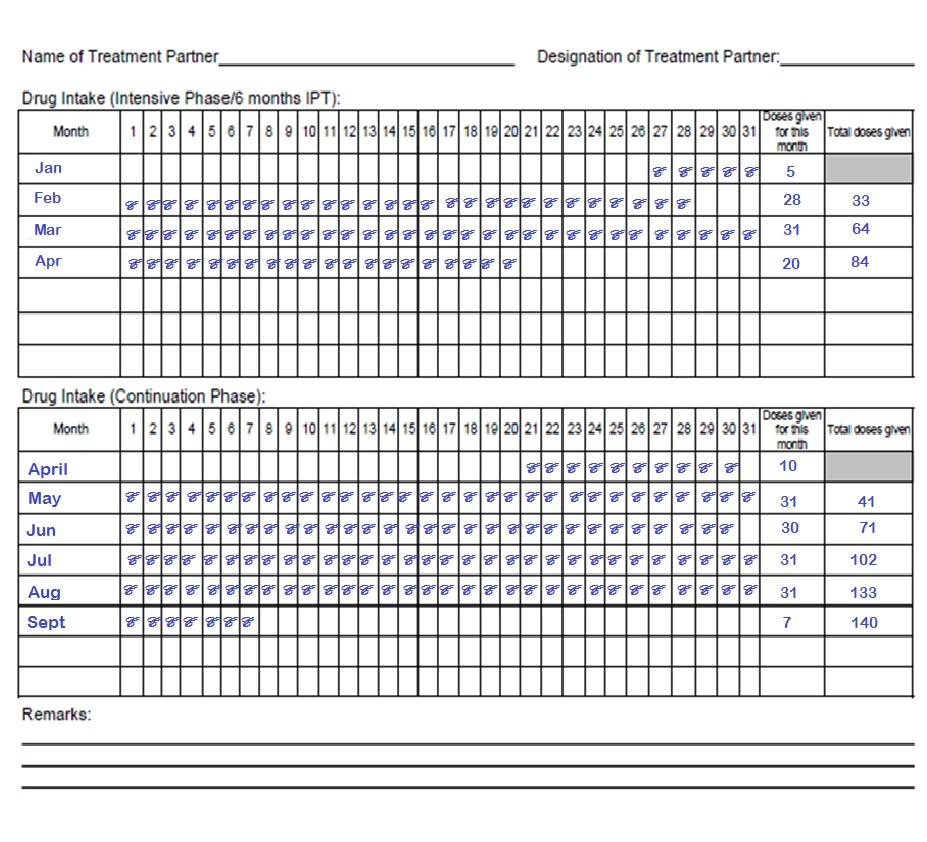 Name of Treatment Partner Designation of Treatment Partner:
Drug Intake (Intensive Phase/6 months IPT):
Month 1 2 3 4 5 6 7 8 9 10 11 12 13 14 15 16 17 18 19 20 21 22 23 24 25 26 27 28 29 30 31 Doses given for this month Total doses given
Jan 5
Feb 28 33
Mar 31 64
Apr 20 84
Drug Intake (Continuation Phase):
Month 1 2 3 4 5 6 7 8 9 10 11 12 13 14 15 16 17 18 19 20 21 22 23 24 25 26 27 28 29 30 31 Doses given for this month Total doses given
April 10
May 31 41
Jun 30 71
Jul 31 102
Aug 31 133
Sept 7 140
Remarks: